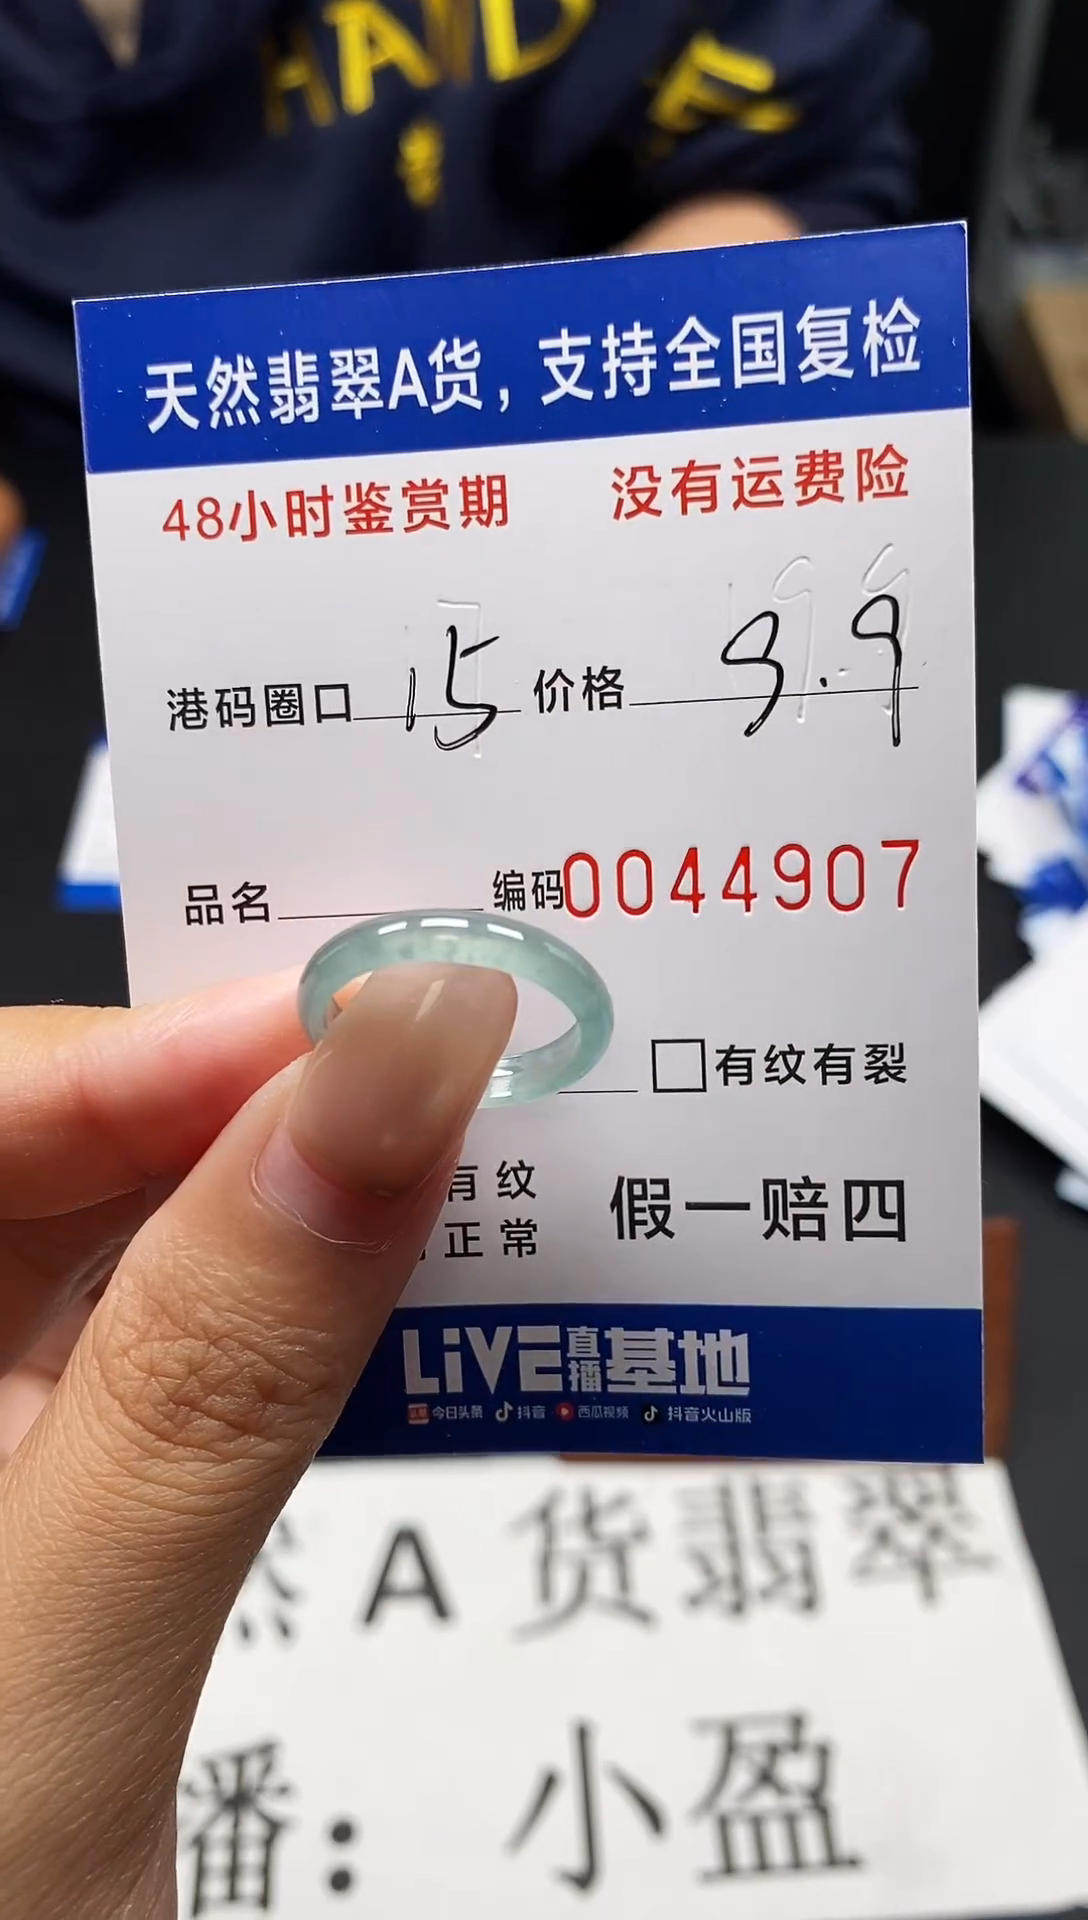 天然翡翠A货，支持全国复检
48小时鉴赏期 没有运费险
港码圈口 15 价格 9.9
品名 编码0044907
□有纹有裂
有纹
正常 假一赔四
LiVE直播基地
今日头条 抖音 西瓜视频 抖音火山版
然A货翡翠
播：小盈